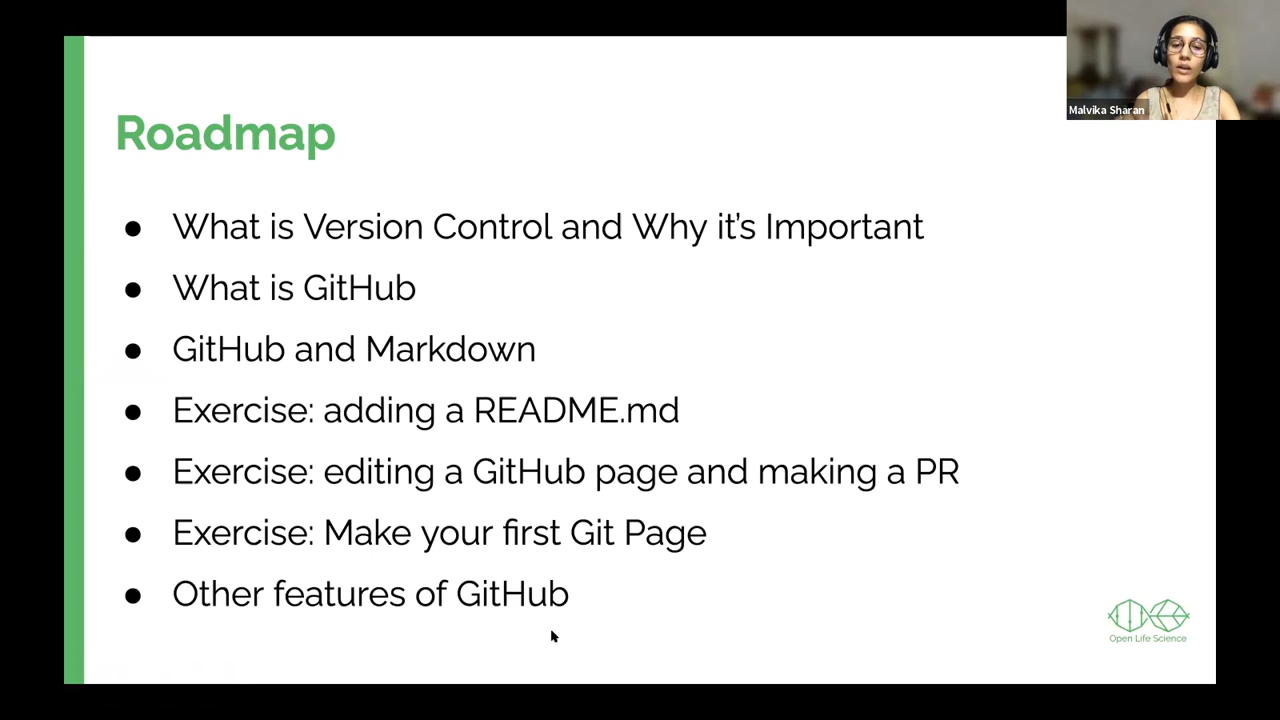 Malvika Sharan
Roadmap
● What is Version Control and Why it's Important
● What is GitHub
● GitHub and Markdown
● Exercise: adding a README.md
● Exercise: editing a GitHub page and making a PR
● Exercise: Make your first Git Page
● Other features of GitHub
Open Life Science